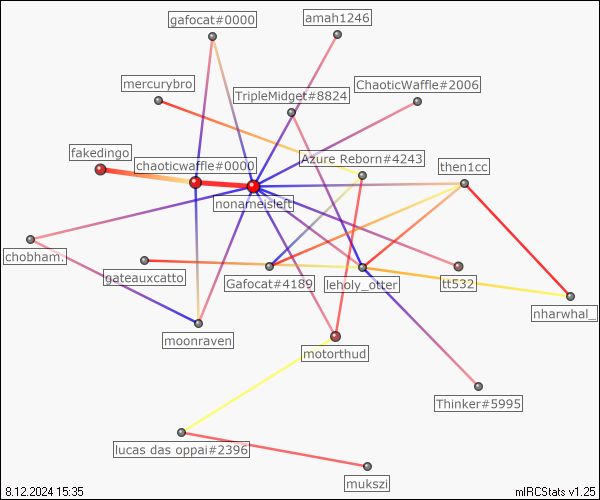 gafocat#0000
amah1246
mercurybro
TripleMidget#8824
ChaoticWaffle#2006
fakedingo
chaoticwaffle#0000
Azure Reborn#4243
then1cc
nonameisleft
chobham.
gateauxcatto
Gafocat#4189
leholy_otter
tt532
nharwhal_
moonraven
motorthud
Thinker#5995
lucas das oppai#2396
mukszi
8.12.2024 15:35
mIRCStats v1.25